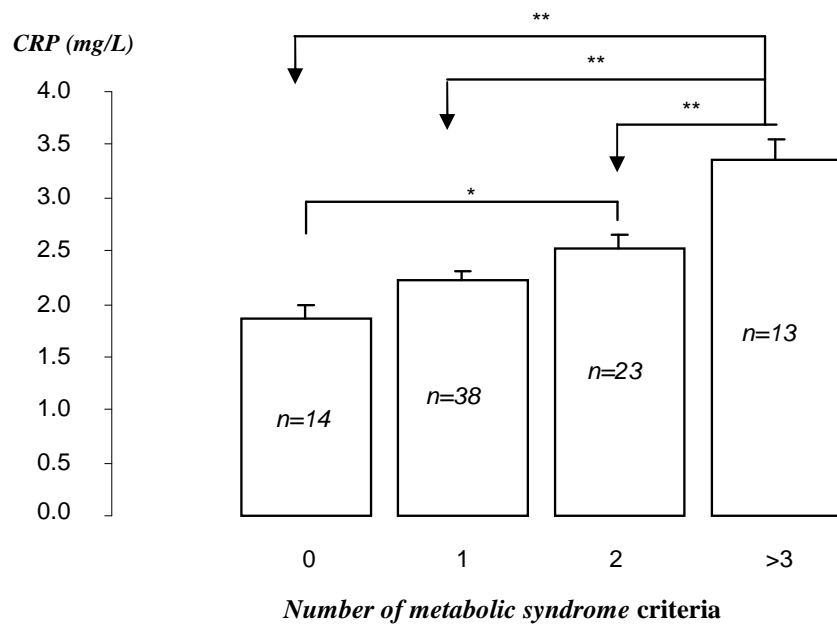 **
CRP (mg/L)
**
4.0
**
3.5
3.0
*
2.5
2.0
n=13
1.5
n=23
n=38
1.0
n=14
0.5
0.0
0 1 2 >3
Number of metabolic syndrome criteria